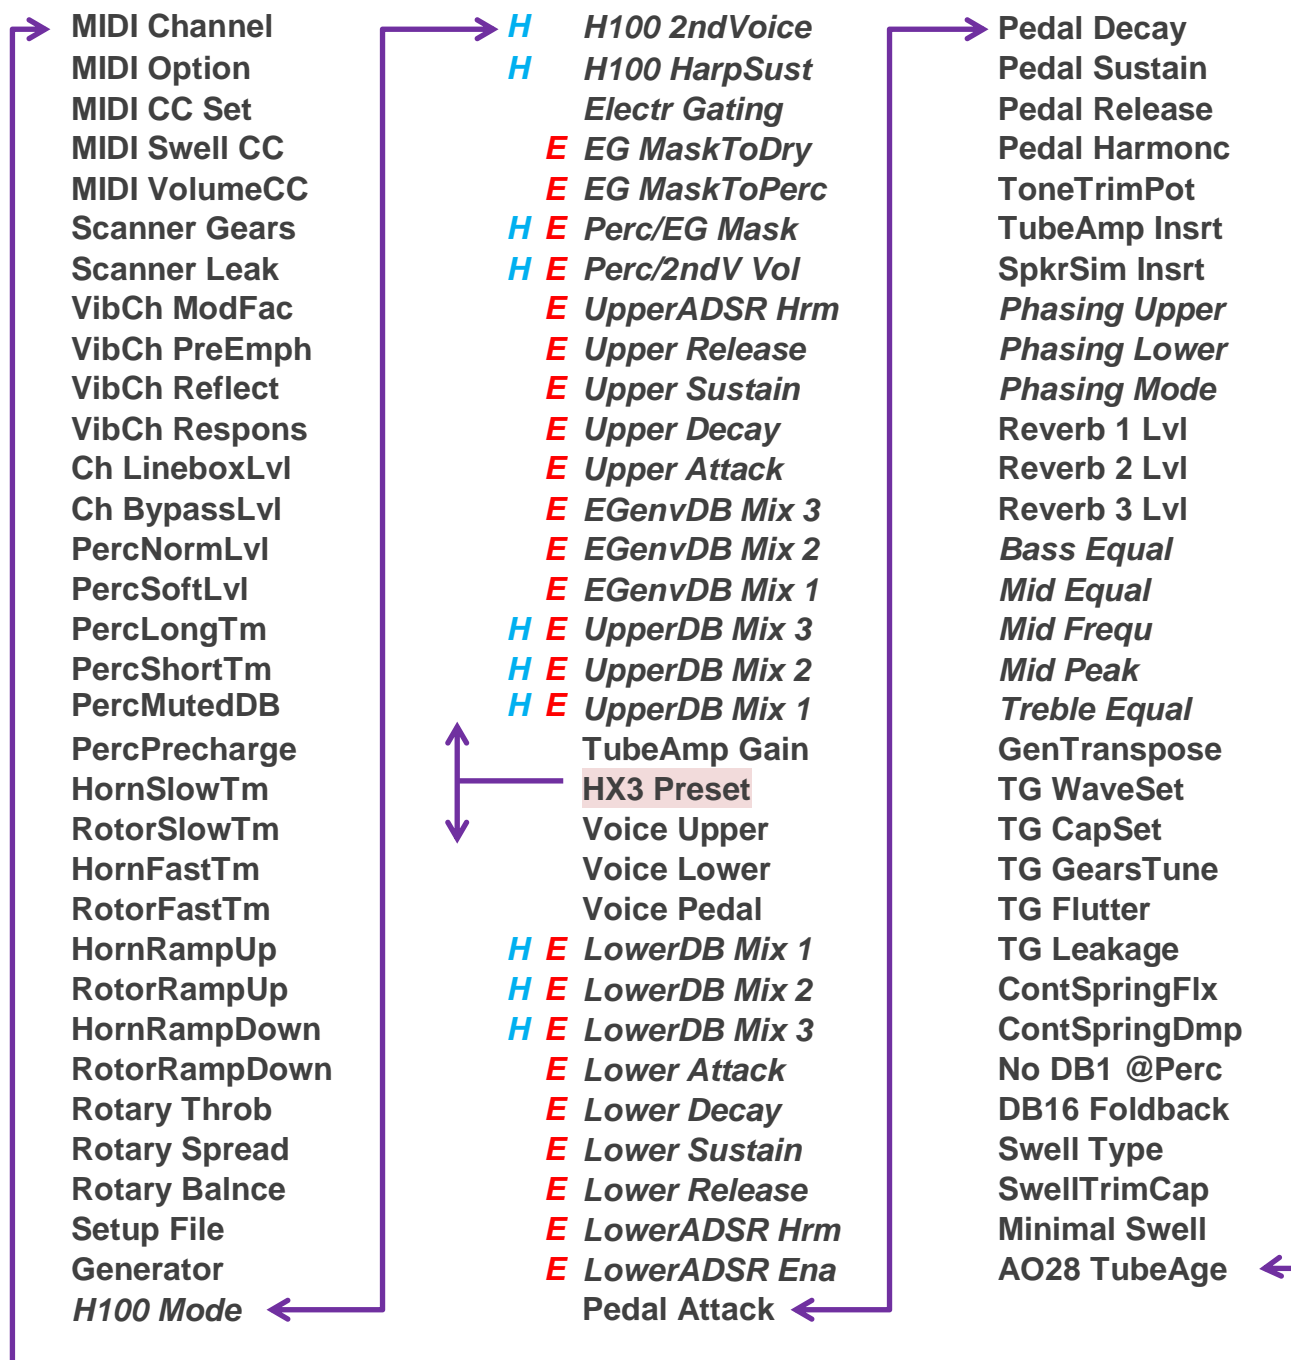 MIDI Channel
MIDI Option
MIDI CC Set
MIDI Swell CC
MIDI VolumeCC
Scanner Gears
Scanner Leak
VibCh ModFac
VibCh PreEmph
VibCh Reflect
VibCh Respons
Ch LineboxLvl
Ch BypassLvl
PercNormLvl
PercSoftLvl
PercLongTm
PercShortTm
PercMutedDB
PercPrecharge
HornSlowTm
RotorSlowTm
HornFastTm
RotorFastTm
HornRampUp
RotorRampUp
HornRampDown
RotorRampDown
Rotary Throb
Rotary Spread
Rotary Balnce
Setup File
Generator
H100 Mode
H H100 2ndVoice
H H100 HarpSust
Electr Gating
E EG MaskToDry
E EG MaskToPerc
H E Perc/EG Mask
H E Perc/2ndV Vol
E UpperADSR Hrm
E Upper Release
E Upper Sustain
E Upper Decay
E Upper Attack
E EGenvDB Mix 3
E EGenvDB Mix 2
E EGenvDB Mix 1
H E UpperDB Mix 3
H E UpperDB Mix 2
H E UpperDB Mix 1
TubeAmp Gain
HX3 Preset
Voice Upper
Voice Lower
Voice Pedal
H E LowerDB Mix 1
H E LowerDB Mix 2
H E LowerDB Mix 3
E Lower Attack
E Lower Decay
E Lower Sustain
E Lower Release
E LowerADSR Hrm
E LowerADSR Ena
Pedal Attack
Pedal Decay
Pedal Sustain
Pedal Release
Pedal Harmonc
ToneTrimPot
TubeAmp Insrt
SpkrSim Insrt
Phasing Upper
Phasing Lower
Phasing Mode
Reverb 1 Lvl
Reverb 2 Lvl
Reverb 3 Lvl
Bass Equal
Mid Equal
Mid Frequ
Mid Peak
Treble Equal
GenTranspose
TG WaveSet
TG CapSet
TG GearsTune
TG Flutter
TG Leakage
ContSpringFlx
ContSpringDmp
No DB1 @Perc
DB16 Foldback
Swell Type
SwellTrimCap
Minimal Swell
AO28 TubeAge